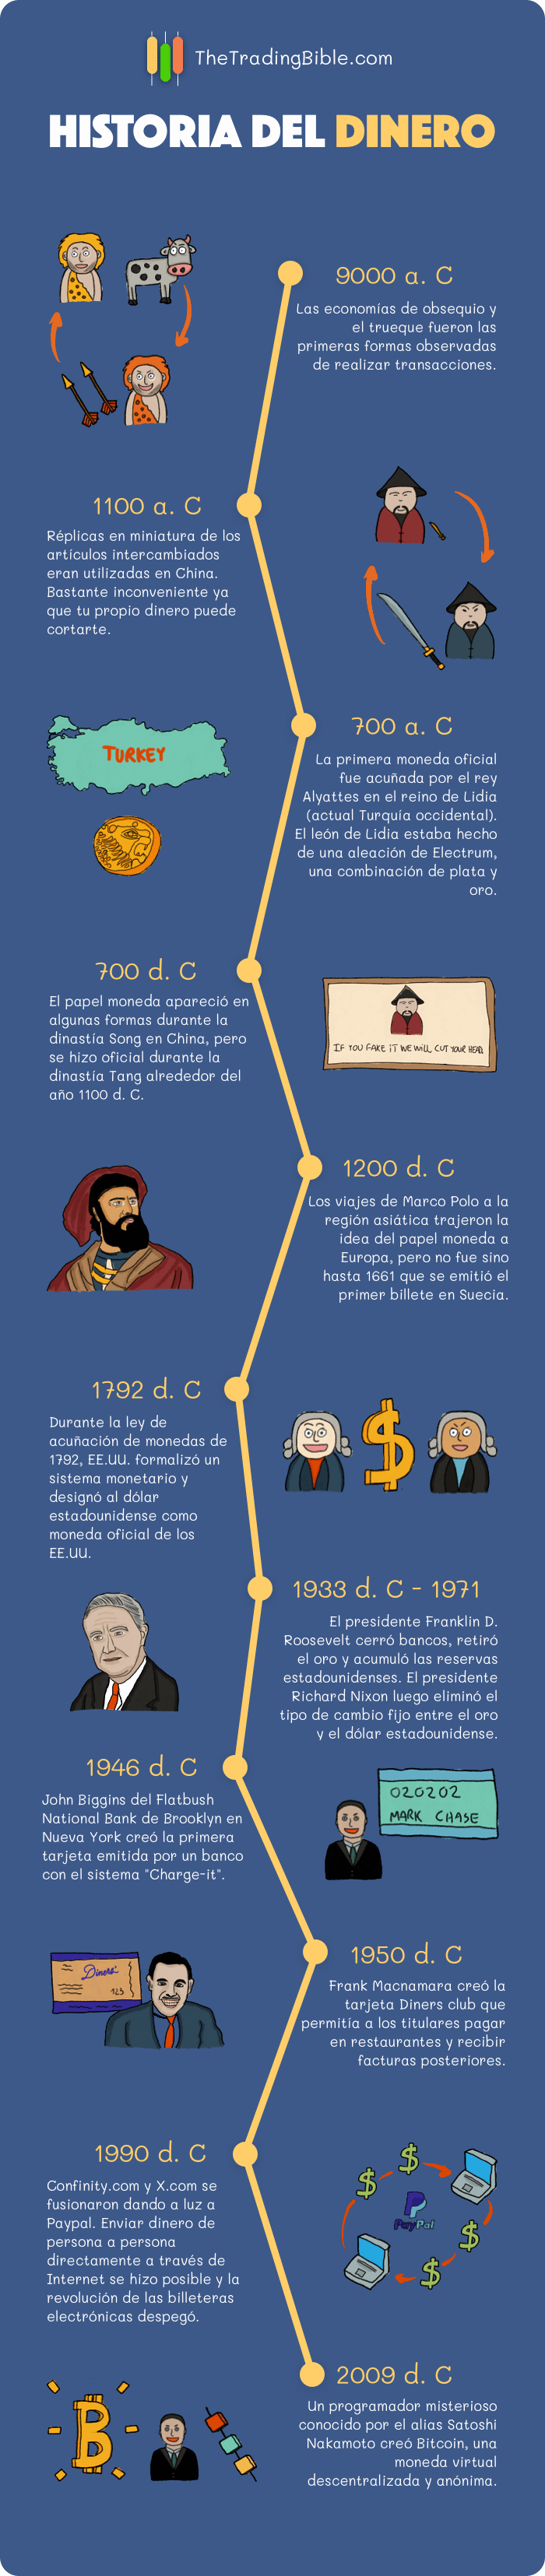 TheTradingBible.com
HISTORIA DEL DINERO
9000 a. C
Las economías de obsequio y
el trueque fueron las
primeras formas observadas
de realizar transacciones.
1100 a. C
Réplicas en miniatura de los
artículos intercambiados
eran utilizadas en China.
Bastante inconveniente ya
que tu propio dinero puede
cortarte.
700 a. C
La primera moneda oficial
fue acuñada por el rey
Alyattes en el reino de Lidia
(actual Turquía occidental).
El león de Lidia estaba hecho
de una aleación de Electrum,
una combinación de plata y
oro.
TURKEY
700 d. C
El papel moneda apareció en
algunas formas durante la
dinastía Song en China, pero
se hizo oficial durante la
dinastía Tang alrededor del
año 1100 d. C.
IF YOU FAKE IT WE WILL CUT YOUR HEAD
1200 d. C
Los viajes de Marco Polo a la
región asiática trajeron la
idea del papel moneda a
Europa, pero no fue sino
hasta 1661 que se emitió el
primer billete en Suecia.
1792 d. C
Durante la ley de
acuñación de monedas de
1792, EE.UU. formalizó un
sistema monetario y
designó al dólar
estadounidense como
moneda oficial de los
EE.UU.
$
1933 d. C - 1971
El presidente Franklin D.
Roosevelt cerró bancos, retiró
el oro y acumuló las reservas
estadounidenses. El presidente
Richard Nixon luego eliminó el
tipo de cambio fijo entre el oro
y el dólar estadounidense.
1946 d. C
John Biggins del Flatbush
National Bank de Brooklyn en
Nueva York creó la primera
tarjeta emitida por un banco
con el sistema "Charge-it".
020202
MARK CHASE
1950 d. C
Frank Macnamara creó la
tarjeta Diners club que
permitía a los titulares pagar
en restaurantes y recibir
facturas posteriores.
Diners'
123
1990 d. C
Confinity.com y X.com se
fusionaron dando a luz a
Paypal. Enviar dinero de
persona a persona
directamente a través de
Internet se hizo posible y la
revolución de las billeteras
electrónicas despegó.
$
$
$
$
PayPal
2009 d. C
Un programador misterioso
conocido por el alias Satoshi
Nakamoto creó Bitcoin, una
moneda virtual
descentralizada y anónima.